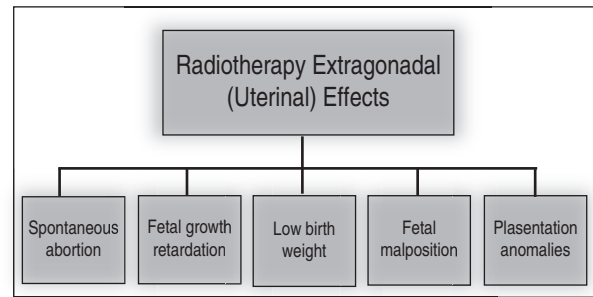 Radiotherapy Extragonadal
(Uterinal) Effects
Spontaneous
abortion
Fetal growth
retardation
Low birth
weight
Fetal
malposition
Plasentation
anomalies